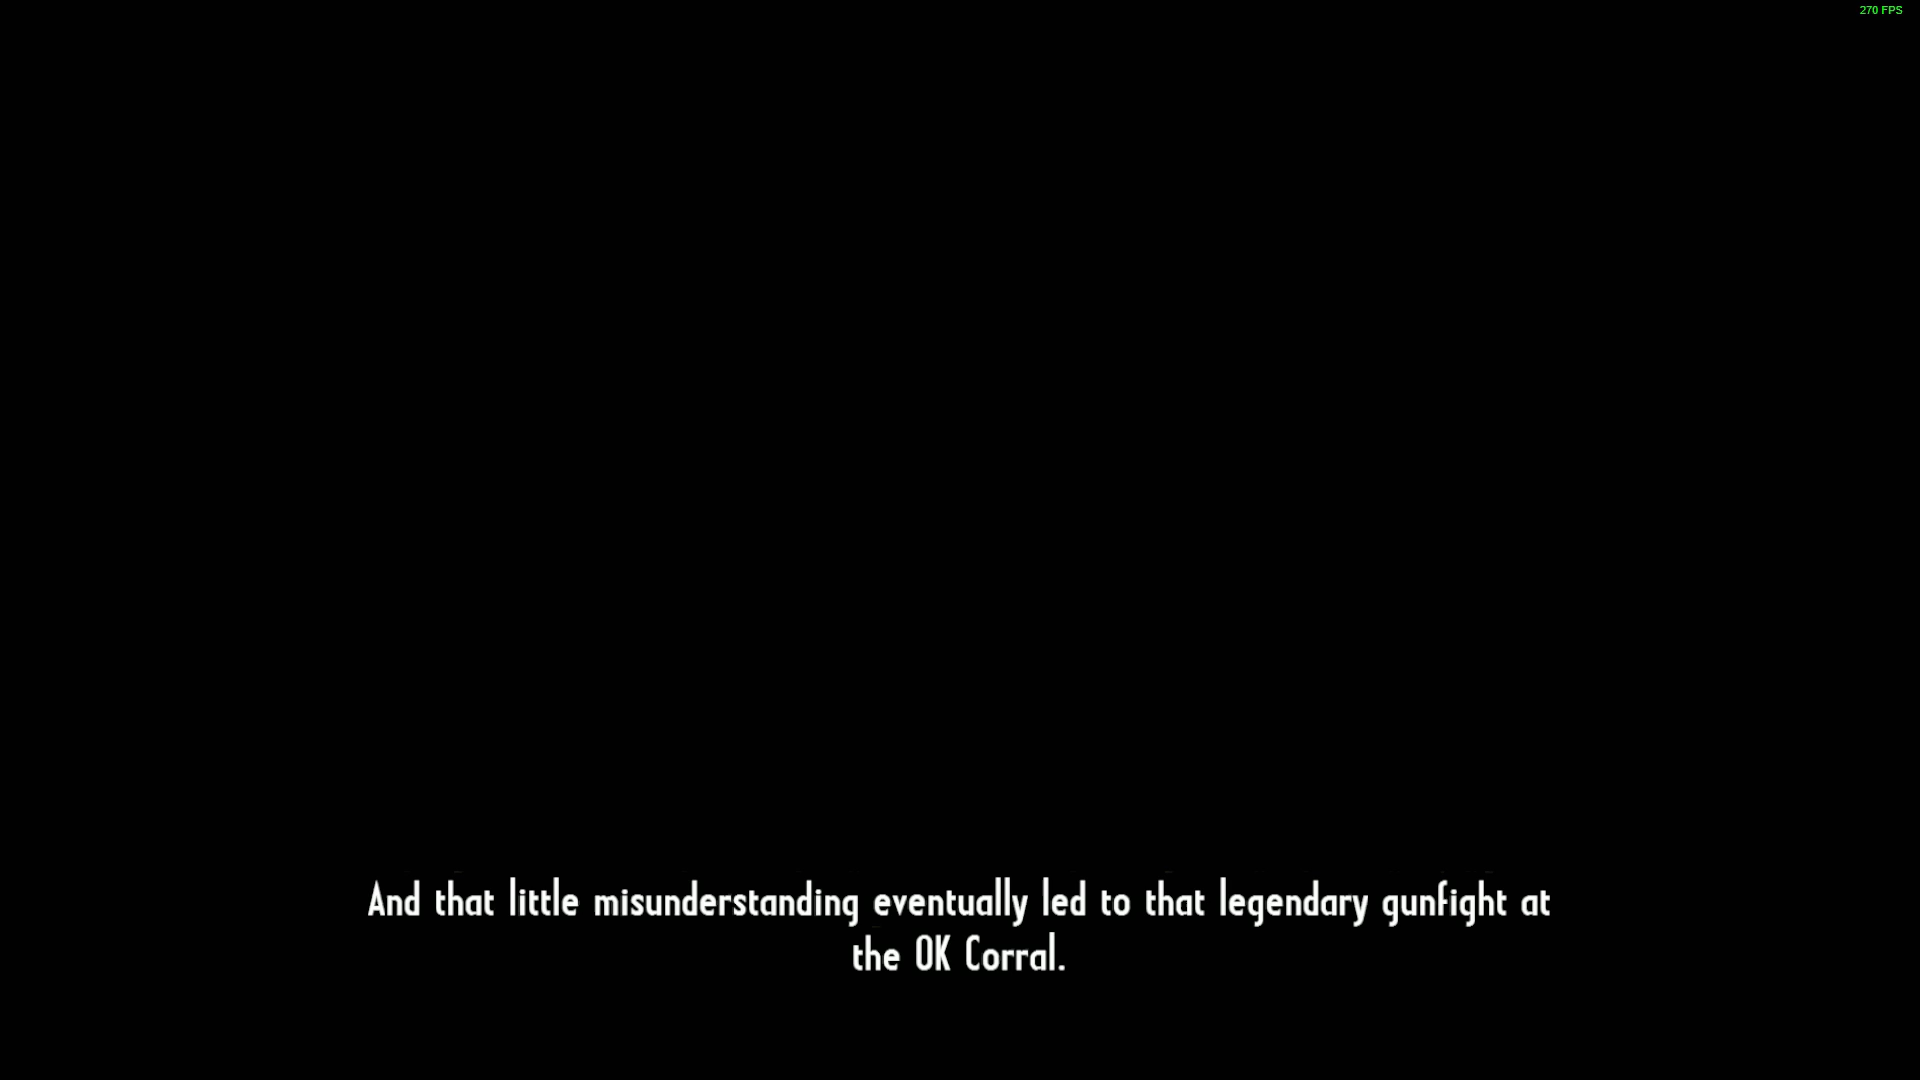 270 FPS
And that little misunderstanding eventually led to that legendary gunfight at
the OK Corral.